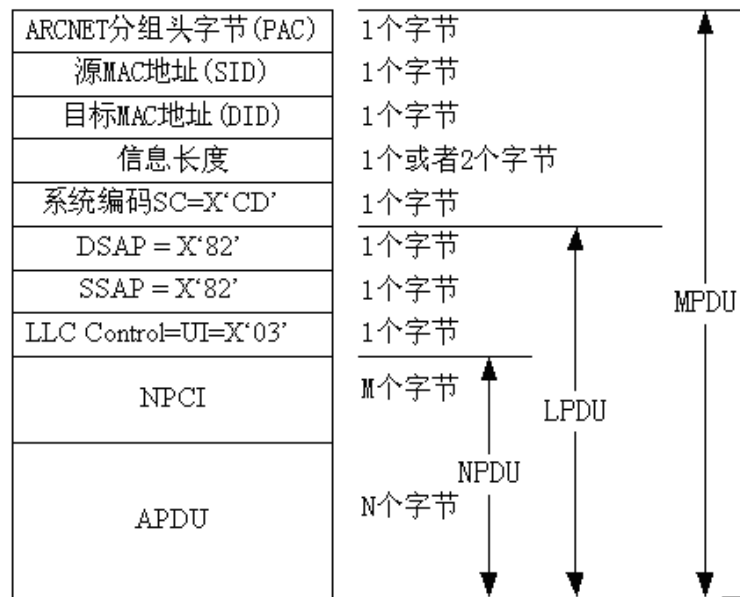 ARCNET分组头字节(PAC) 1个字节
源MAC地址(SID) 1个字节
目标MAC地址(DID) 1个字节
信息长度 1个或者2个字节
系统编码SC=X‘CD’ 1个字节
DSAP = X‘82’ 1个字节
SSAP = X‘82’ 1个字节
MPDU
LLC Control=UI=X‘03’ 1个字节
NPCI M个字节
LPDU
NPDU
APDU N个字节